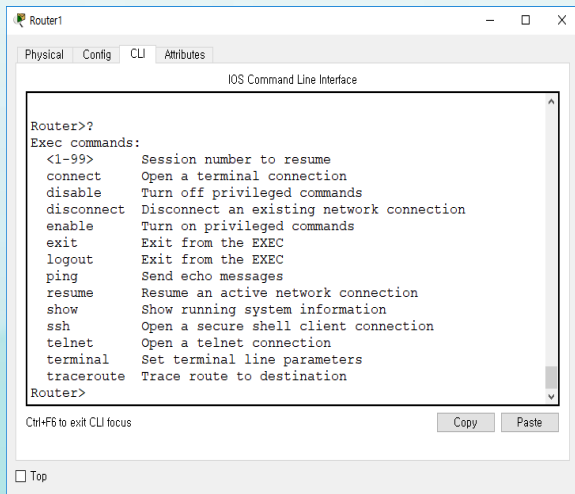 Router1
Physical Config CLI Attributes
IOS Command Line Interface
Router>?
Exec commands:
<1-99> Session number to resume
connect Open a terminal connection
disable Turn off privileged commands
disconnect Disconnect an existing network connection
enable Turn on privileged commands
exit Exit from the EXEC
logout Exit from the EXEC
ping Send echo messages
resume Resume an active network connection
show Show running system information
ssh Open a secure shell client connection
telnet Open a telnet connection
terminal Set terminal line parameters
traceroute Trace route to destination
Router>
Ctrl+F6 to exit CLI focus Copy Paste
Top